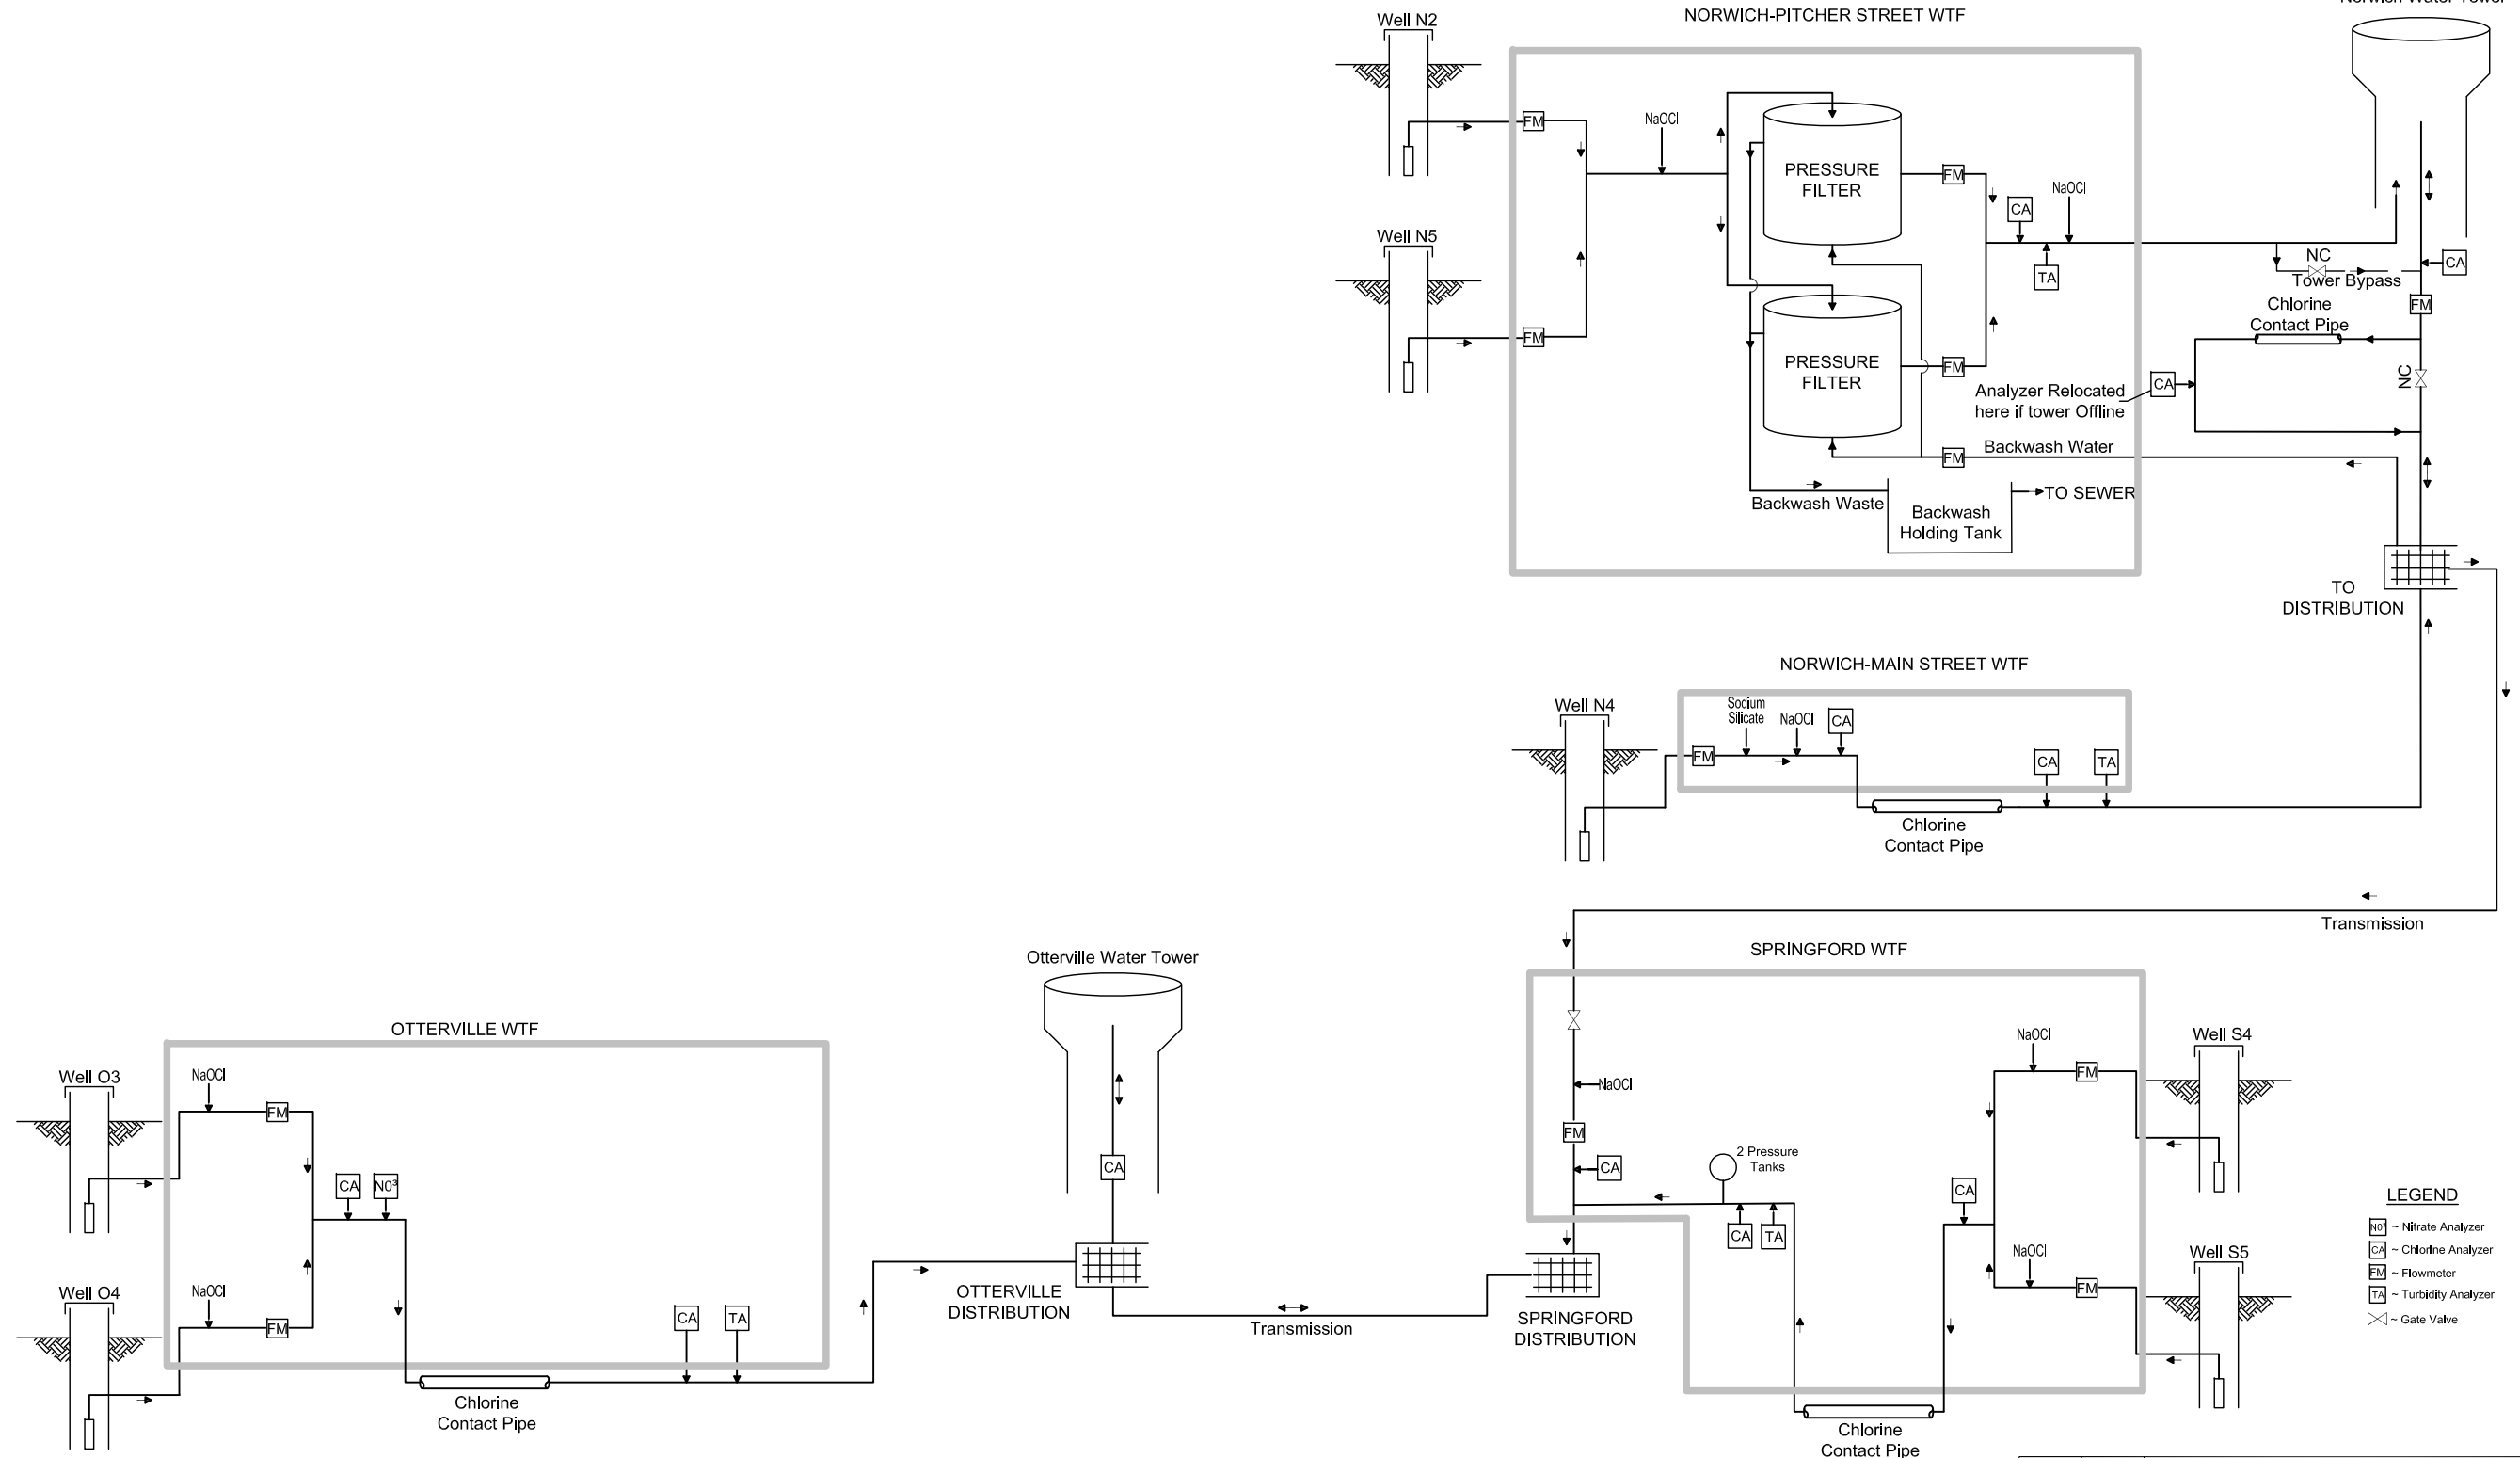 Norwich Water Tower
NORWICH-PITCHER STREET WTF
Well N2
FM
NaOCl
PRESSURE
FILTER
FM
CA
NaOCl
TA
Well N5
FM
PRESSURE
FILTER
FM
NC
Tower Bypass
CA
FM
Chlorine
Contact Pipe
NC
CA
Analyzer Relocated
here if tower Offline
Backwash Water
FM
Backwash Waste
TO SEWER
Backwash
Holding Tank
TO
DISTRIBUTION
NORWICH-MAIN STREET WTF
Well N4
FM
Sodium
Silicate
NaOCl
CA
CA
TA
Chlorine
Contact Pipe
Transmission
SPRINGFORD WTF
NaOCl
FM
CA
2 Pressure
Tanks
CA
TA
CA
NaOCl
FM
Well S4
NaOCl
FM
Well S5
Chlorine
Contact Pipe
SPRINGFORD
DISTRIBUTION
Transmission
Otterville Water Tower
CA
OTTERVILLE
DISTRIBUTION
OTTERVILLE WTF
Well O3
NaOCl
FM
CA
N0³
Well O4
NaOCl
FM
CA
TA
Chlorine
Contact Pipe
LEGEND
N0³ ~ Nitrate Analyzer
CA ~ Chlorine Analyzer
FM ~ Flowmeter
TA ~ Turbidity Analyzer
~ Gate Valve